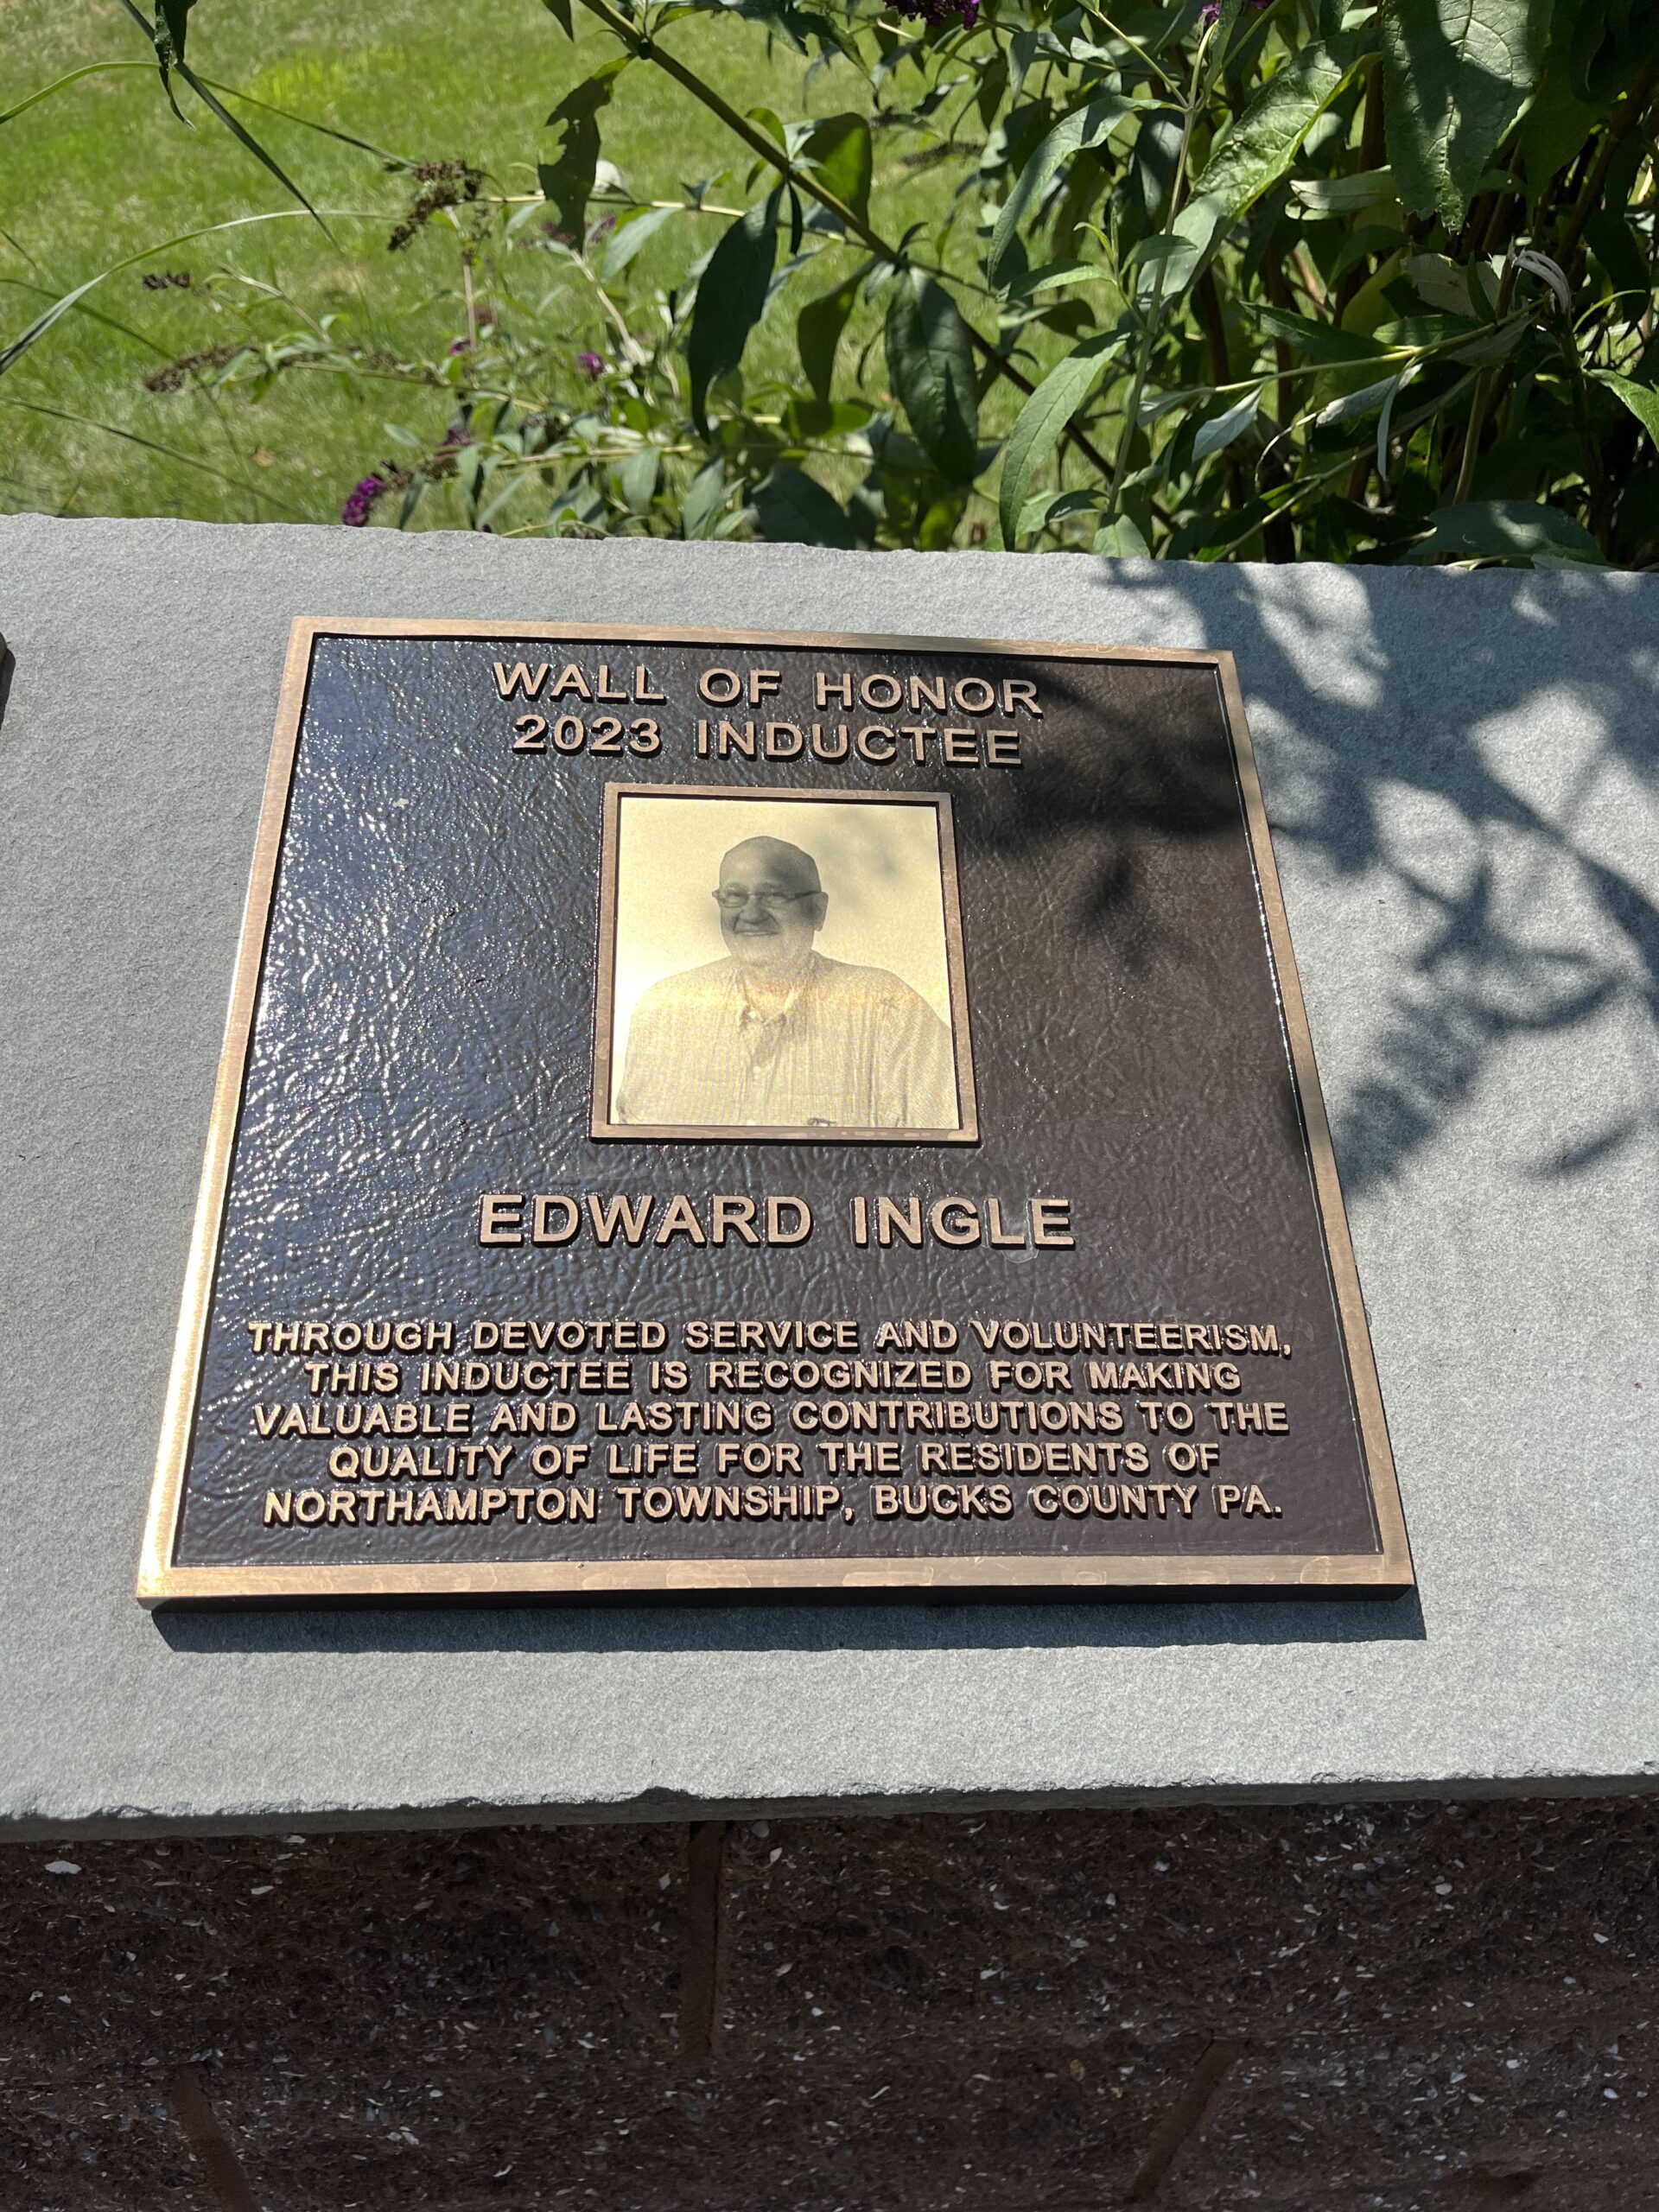 WALL OF HONOR
2023 INDUCTEE
EDWARD INGLE
THROUGH DEVOTED SERVICE AND VOLUNTEERISM,
THIS INDUCTEE IS RECOGNIZED FOR MAKING
VALUABLE AND LASTING CONTRIBUTIONS TO THE
QUALITY OF LIFE FOR THE RESIDENTS OF
NORTHAMPTON TOWNSHIP, BUCKS COUNTY PA.